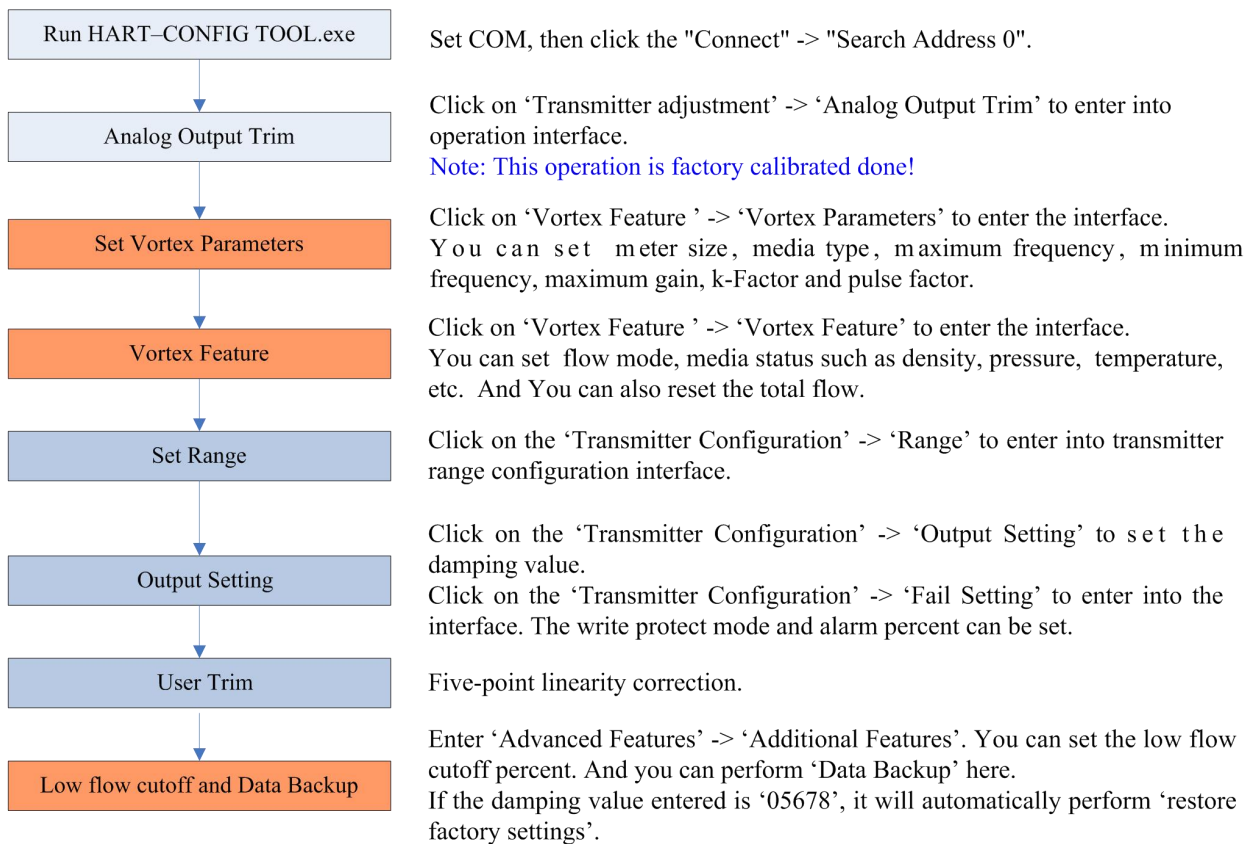 Run HART–CONFIG TOOL.exe
Set COM, then click the "Connect" -> "Search Address 0".
Analog Output Trim
Click on ‘Transmitter adjustment’ -> ‘Analog Output Trim’ to enter into
operation interface.
Note: This operation is factory calibrated done!
Set Vortex Parameters
Click on ‘Vortex Feature ’ -> ‘Vortex Parameters’ to enter the interface.
You can set meter size, media type, maximum frequency, minimum
frequency, maximum gain, k-Factor and pulse factor.
Vortex Feature
Click on ‘Vortex Feature ’ -> ‘Vortex Feature’ to enter the interface.
You can set flow mode, media status such as density, pressure, temperature,
etc. And You can also reset the total flow.
Set Range
Click on the ‘Transmitter Configuration’ -> ‘Range’ to enter into transmitter
range configuration interface.
Output Setting
Click on the ‘Transmitter Configuration’ -> ‘Output Setting’ to set the
damping value.
Click on the ‘Transmitter Configuration’ -> ‘Fail Setting’ to enter into the
interface. The write protect mode and alarm percent can be set.
User Trim
Five-point linearity correction.
Low flow cutoff and Data Backup
Enter ‘Advanced Features’ -> ‘Additional Features’. You can set the low flow
cutoff percent. And you can perform ‘Data Backup’ here.
If the damping value entered is ‘05678’, it will automatically perform ‘restore
factory settings’.